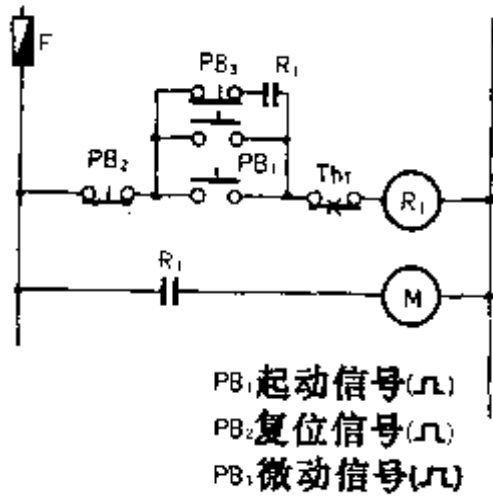 F
PB₃ R₁
PB₂ PB₁ Thr
R₁
R₁
M
PB₁起动信号(⎍)
PB₂复位信号(⎍)
PB₃微动信号(⎍)